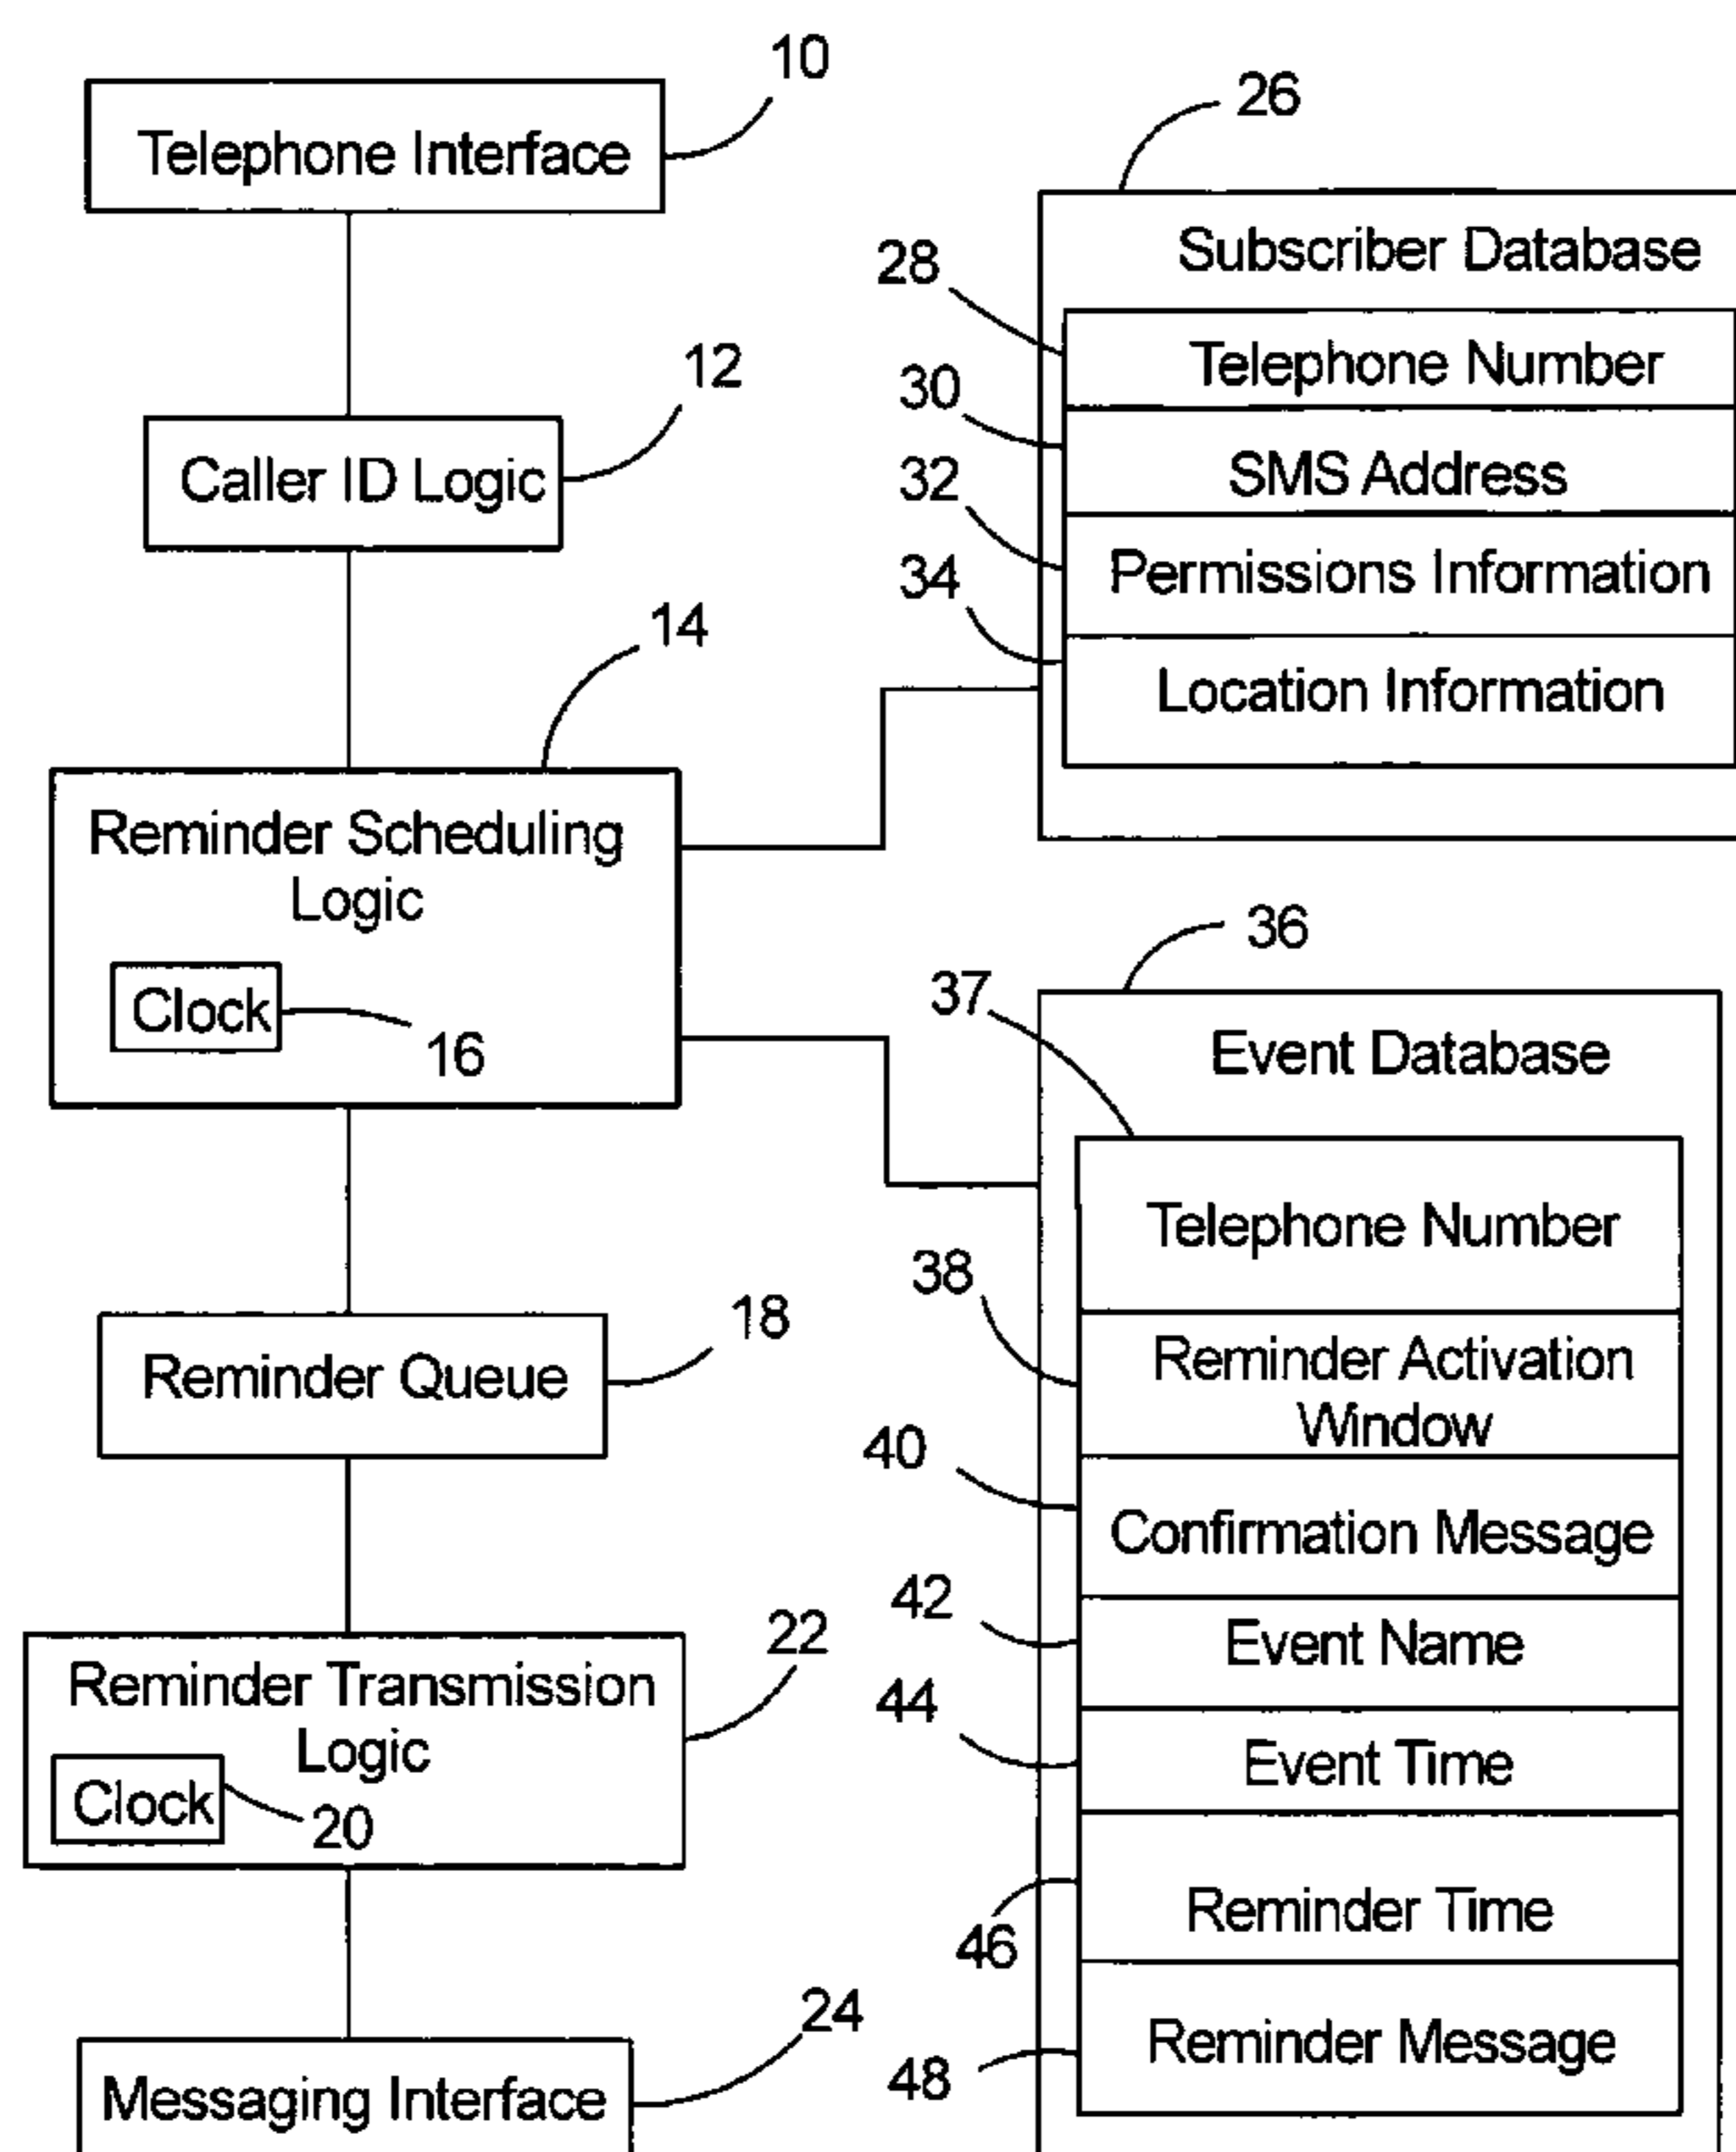 10
Telephone Interface
12
Caller ID Logic
14
Reminder Scheduling
Logic
Clock
16
18
Reminder Queue
22
Reminder Transmission
Logic
Clock
20
24
Messaging Interface
26
Subscriber Database
28
Telephone Number
30
SMS Address
32
Permissions Information
34
Location Information
36
37
Event Database
Telephone Number
38
Reminder Activation
Window
40
Confirmation Message
42
Event Name
44
Event Time
46
Reminder Time
48
Reminder Message